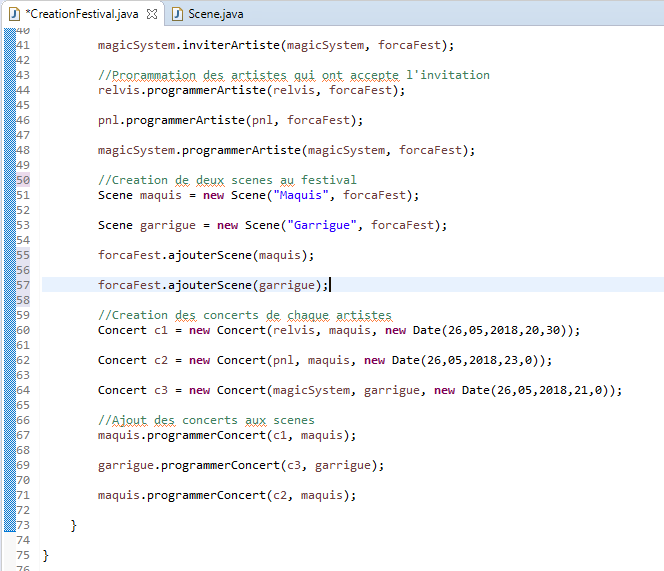 *CreationFestival.java Scene.java
40
41 magicSystem.inviterArtiste(magicSystem, forcaFest);
42
43 //Prorammation des artistes qui ont accepte l'invitation
44 relvis.programmerArtiste(relvis, forcaFest);
45
46 pnl.programmerArtiste(pnl, forcaFest);
47
48 magicSystem.programmerArtiste(magicSystem, forcaFest);
49
50 //Creation de deux scenes au festival
51 Scene maquis = new Scene("Maquis", forcaFest);
52
53 Scene garrigue = new Scene("Garrigue", forcaFest);
54
55 forcaFest.ajouterScene(maquis);
56
57 forcaFest.ajouterScene(garrigue);
58
59 //Creation des concerts de chaque artistes
60 Concert c1 = new Concert(relvis, maquis, new Date(26,05,2018,20,30));
61
62 Concert c2 = new Concert(pnl, maquis, new Date(26,05,2018,23,0));
63
64 Concert c3 = new Concert(magicSystem, garrigue, new Date(26,05,2018,21,0));
65
66 //Ajout des concerts aux scenes
67 maquis.programmerConcert(c1, maquis);
68
69 garrigue.programmerConcert(c3, garrigue);
70
71 maquis.programmerConcert(c2, maquis);
72
73 }
74
75 }
76